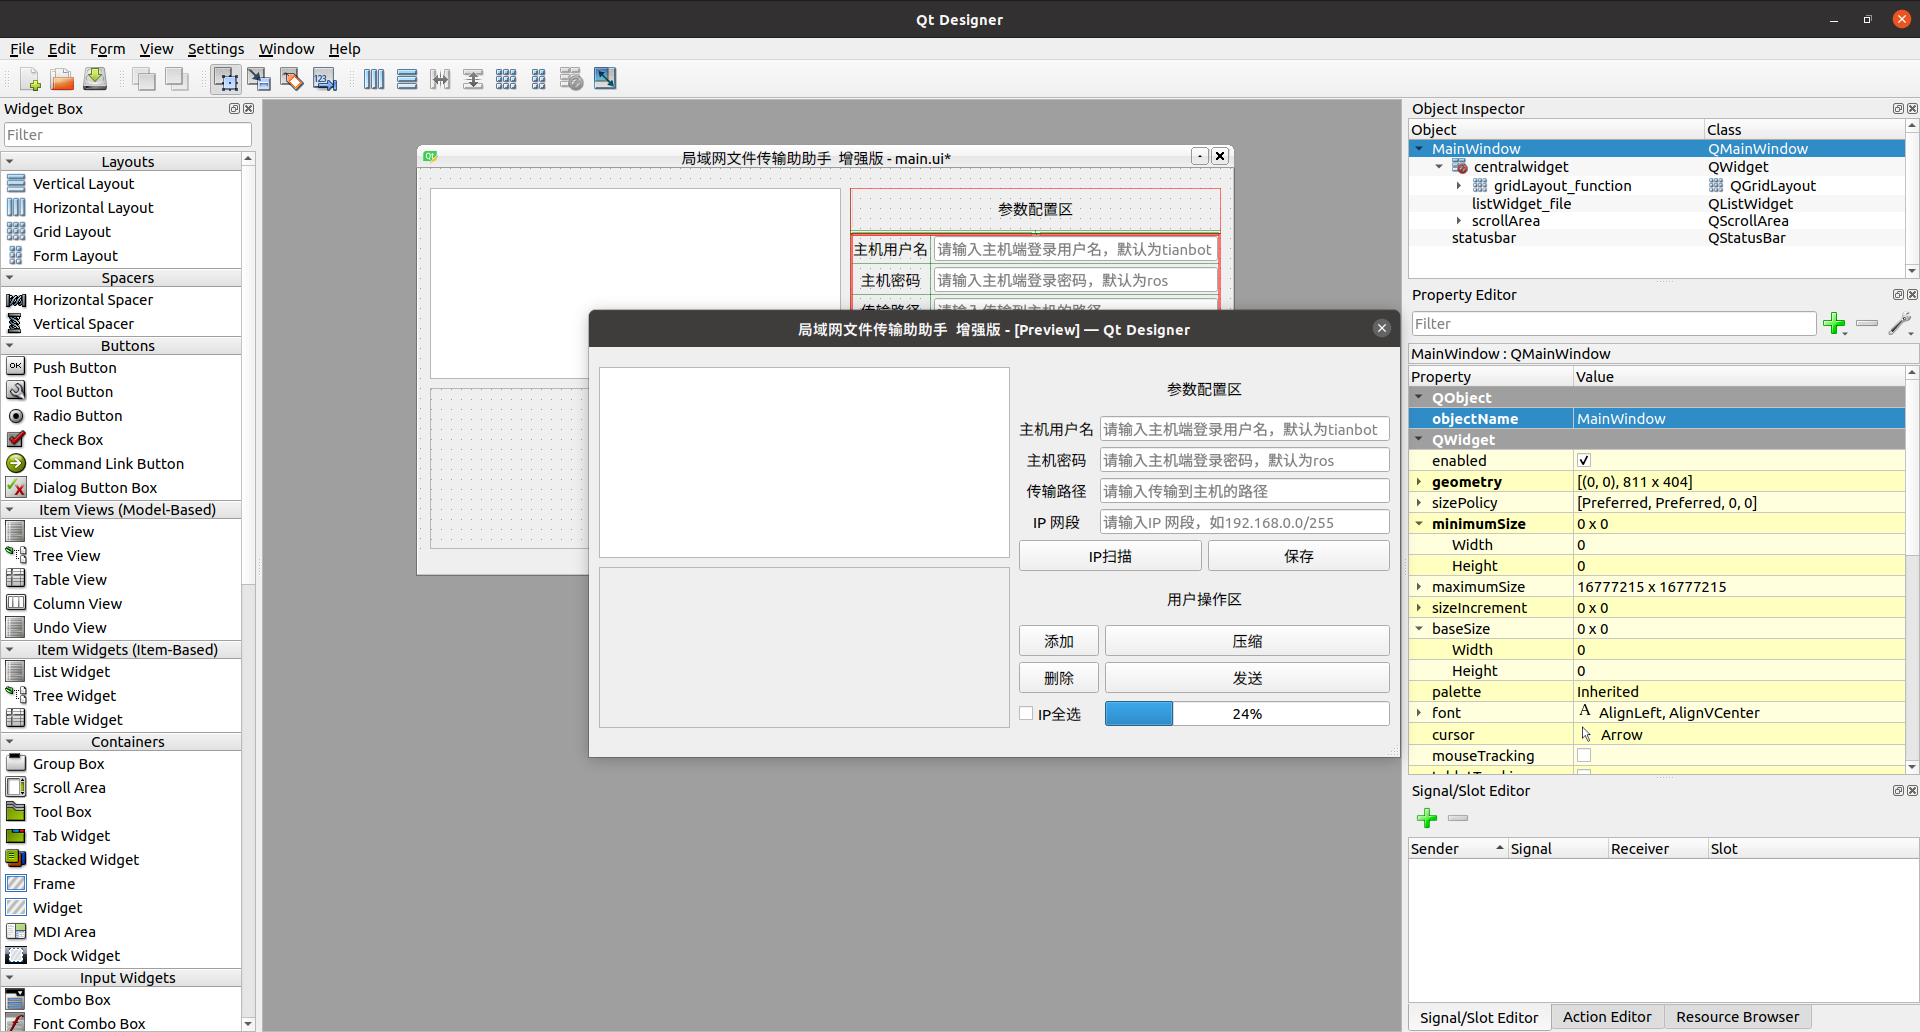 Qt Designer
File Edit Form View Settings Window Help
Widget Box
Filter
Layouts
Vertical Layout
Horizontal Layout
Grid Layout
Form Layout
Spacers
Horizontal Spacer
Vertical Spacer
Buttons
Push Button
Tool Button
Radio Button
Check Box
Command Link Button
Dialog Button Box
Item Views (Model-Based)
List View
Tree View
Table View
Column View
Undo View
Item Widgets (Item-Based)
List Widget
Tree Widget
Table Widget
Containers
Group Box
Scroll Area
Tool Box
Tab Widget
Stacked Widget
Frame
Widget
MDI Area
Dock Widget
Input Widgets
Combo Box
Font Combo Box
局域网文件传输助助手 增强版 - main.ui*
参数配置区
主机用户名 请输入主机端登录用户名，默认为tianbot
主机密码 请输入主机端登录密码，默认为ros
传输路径 请输入传输到主机的路径
局域网文件传输助助手 增强版 - [Preview] — Qt Designer
参数配置区
主机用户名 请输入主机端登录用户名，默认为tianbot
主机密码 请输入主机端登录密码，默认为ros
传输路径 请输入传输到主机的路径
IP 网段 请输入IP 网段，如192.168.0.0/255
IP扫描 保存
用户操作区
添加 压缩
删除 发送
IP全选 24%
Object Inspector
Object Class
MainWindow QMainWindow
centralwidget QWidget
gridLayout_function QGridLayout
listWidget_file QListWidget
scrollArea QScrollArea
statusbar QStatusBar
Property Editor
Filter
MainWindow : QMainWindow
Property Value
QObject
objectName MainWindow
QWidget
enabled
geometry [(0, 0), 811 x 404]
sizePolicy [Preferred, Preferred, 0, 0]
minimumSize 0 x 0
Width 0
Height 0
maximumSize 16777215 x 16777215
sizeIncrement 0 x 0
baseSize 0 x 0
Width 0
Height 0
palette Inherited
font A AlignLeft, AlignVCenter
cursor Arrow
mouseTracking
Signal/Slot Editor
Sender Signal Receiver Slot
Signal/Slot Editor Action Editor Resource Browser